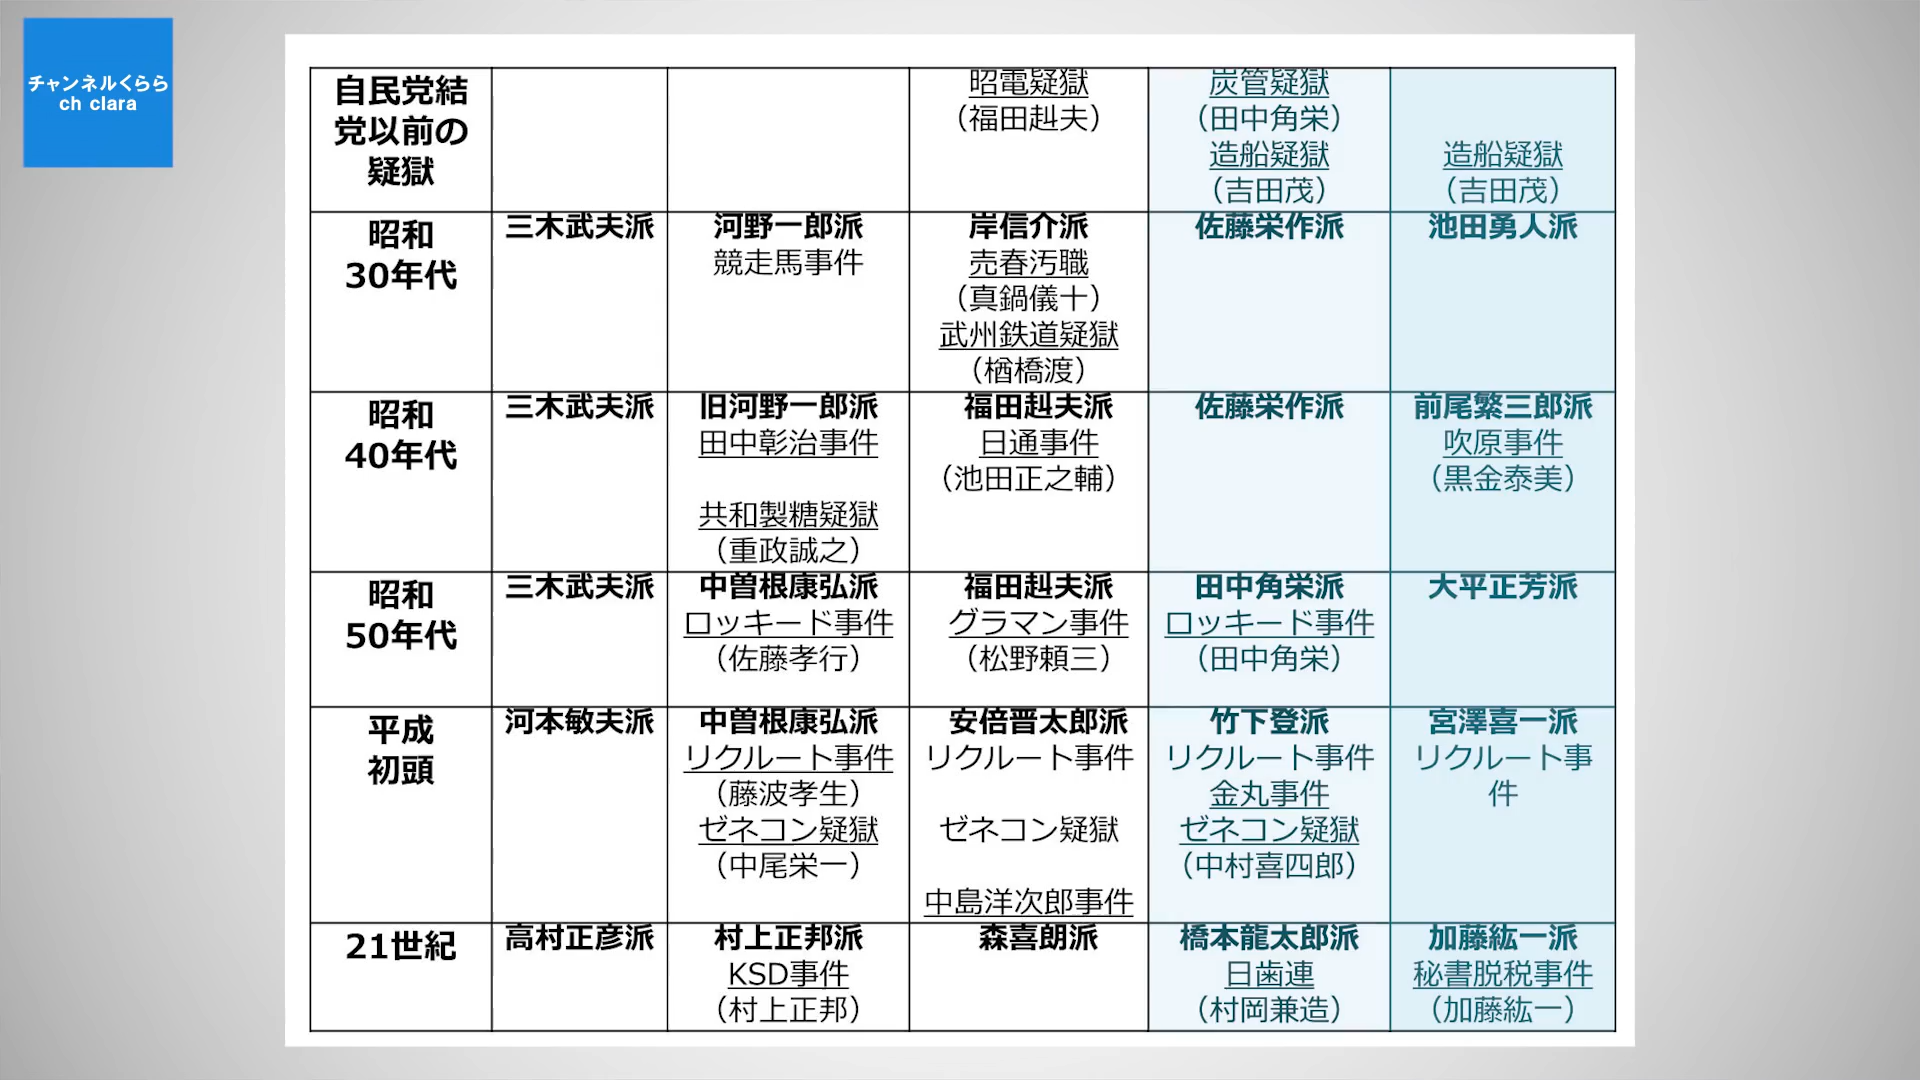 チャンネルくらら
ch clara
自民党結
党以前の
疑獄
昭電疑獄
（福田赳夫）
炭管疑獄
（田中角栄）
造船疑獄
（吉田茂）
造船疑獄
（吉田茂）
昭和
30年代
三木武夫派
河野一郎派
競走馬事件
岸信介派
売春汚職
（真鍋儀十）
武州鉄道疑獄
（楢橋渡）
佐藤栄作派
池田勇人派
昭和
40年代
三木武夫派
旧河野一郎派
田中彰治事件
共和製糖疑獄
（重政誠之）
福田赳夫派
日通事件
（池田正之輔）
佐藤栄作派
前尾繁三郎派
吹原事件
（黒金泰美）
昭和
50年代
三木武夫派
中曽根康弘派
ロッキード事件
（佐藤孝行）
福田赳夫派
グラマン事件
（松野頼三）
田中角栄派
ロッキード事件
（田中角栄）
大平正芳派
平成
初頭
河本敏夫派
中曽根康弘派
リクルート事件
（藤波孝生）
ゼネコン疑獄
（中尾栄一）
安倍晋太郎派
リクルート事件
ゼネコン疑獄
中島洋次郎事件
竹下登派
リクルート事件
金丸事件
ゼネコン疑獄
（中村喜四郎）
宮澤喜一派
リクルート事
件
21世紀
高村正彦派
村上正邦派
KSD事件
（村上正邦）
森喜朗派
橋本龍太郎派
日歯連
（村岡兼造）
加藤紘一派
秘書脱税事件
（加藤紘一）